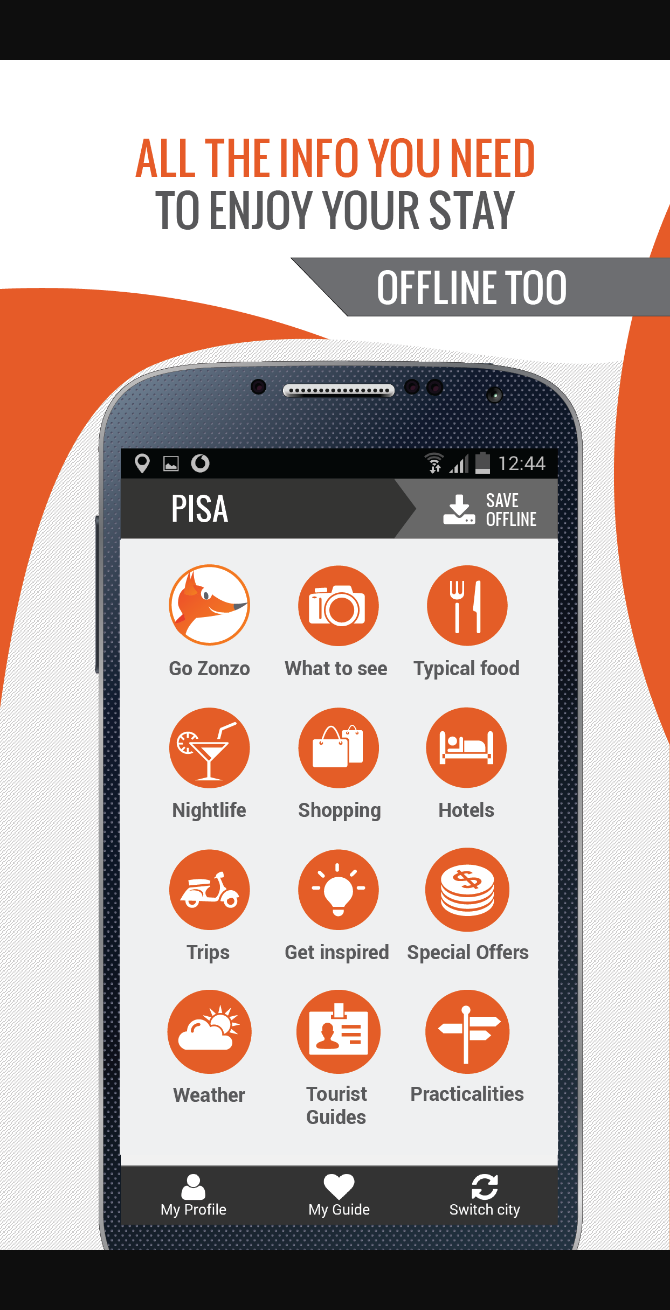 ALL THE INFO YOU NEED
TO ENJOY YOUR STAY
OFFLINE TOO
12:44
PISA
SAVE
OFFLINE
Go Zonzo
What to see
Typical food
Nightlife
Shopping
Hotels
Trips
Get inspired
Special Offers
Weather
Tourist
Guides
Practicalities
My Profile
My Guide
Switch city